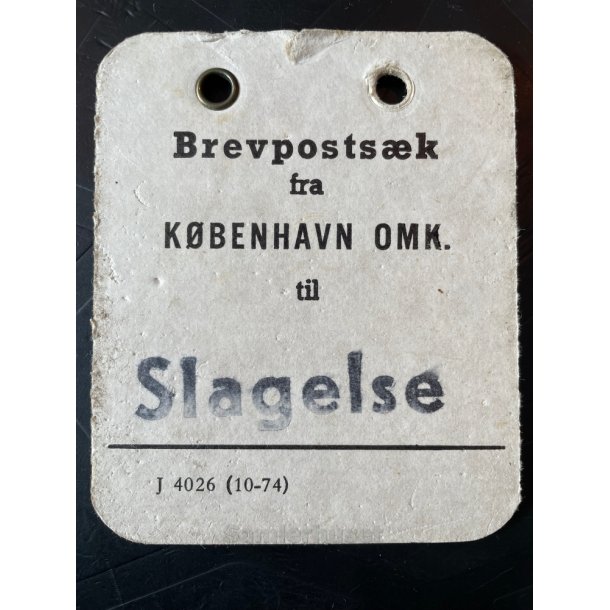 Brevpostsæk
fra
KØBENHAVN OMK.
til
Slagelse
J 4026 (10-74)